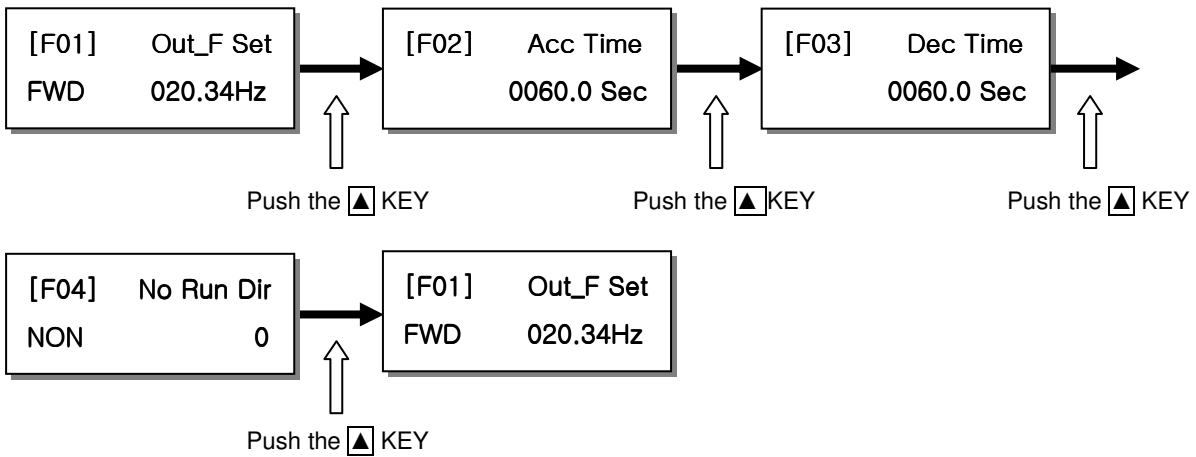 [F01] Out_F Set
FWD 020.34Hz
[F02] Acc Time
0060.0 Sec
[F03] Dec Time
0060.0 Sec
Push the ▲ KEY
Push the ▲ KEY
Push the ▲ KEY
[F04] No Run Dir
NON 0
[F01] Out_F Set
FWD 020.34Hz
Push the ▲ KEY